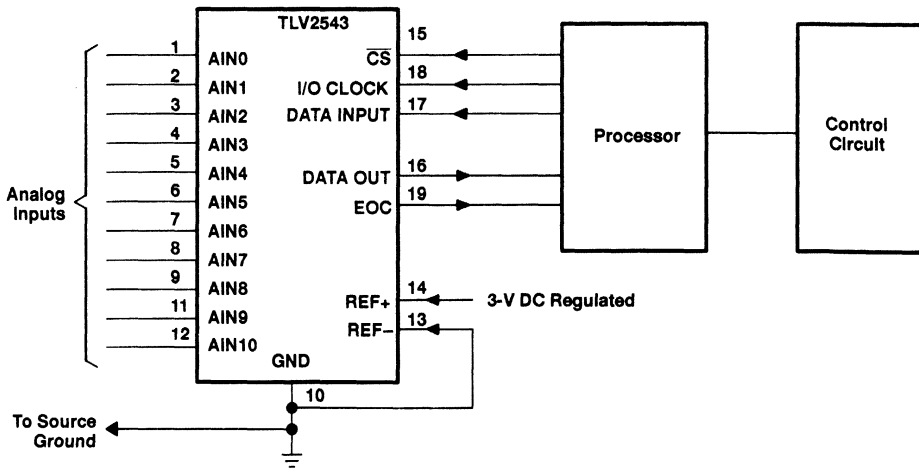 TLV2543
1 AIN0
2 AIN1
3 AIN2
4 AIN3
5 AIN4
6 AIN5
7 AIN6
8 AIN7
9 AIN8
11 AIN9
12 AIN10
Analog
Inputs
15 CS
18 I/O CLOCK
17 DATA INPUT
16 DATA OUT
19 EOC
14 REF+
13 REF–
GND
10
3-V DC Regulated
Processor
Control
Circuit
To Source
Ground